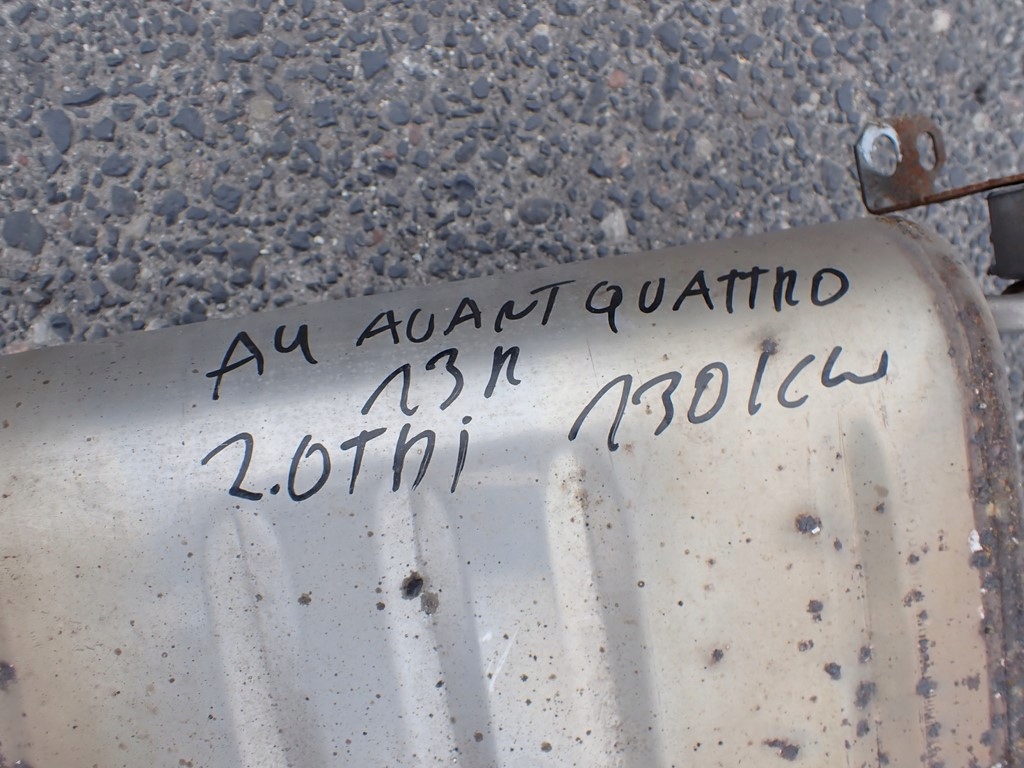 A4 AVANT QUATTRO
13R
2.0TDi 130kw